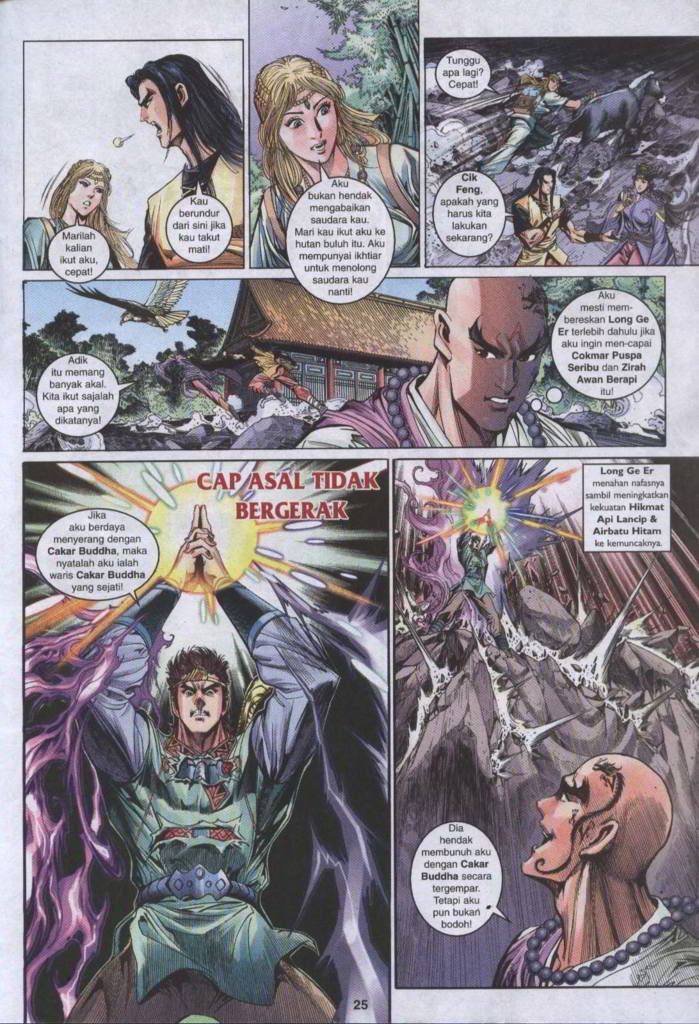 Marilah
kalian
ikut aku,
cepat!
Kau
berundur
dari sini jika
kau takut
mati!
Aku
bukan hendak
mengabaikan
saudara kau.
Mari kau ikut aku ke
hutan buluh itu. Aku
mempunyai ikhtiar
untuk menolong
saudara kau
nanti!
Tunggu
apa lagi?
Cepat!
Cik
Feng,
apakah yang
harus kita
lakukan
sekarang?
Adik
itu memang
banyak akal.
Kita ikut sajalah
apa yang
dikatanya!
Aku
mesti mem-
bereskan Long Ge
Er terlebih dahulu jika
aku ingin men-capai
Cokmar Puspa
Seribu dan Zirah
Awan Berapi
itu!
CAP ASAL TIDAK
BERGERAK
Jika
aku berdaya
menyerang dengan
Cakar Buddha, maka
nyatalah aku ialah
waris Cakar Buddha
yang sejati!
Long Ge Er
menahan nafasnya
sambil meningkatkan
kekuatan Hikmat
Api Lancip &
Airbatu Hitam
ke kemuncaknya.
Dia
hendak
membunuh aku
dengan Cakar
Buddha secara
tergempar.
Tetapi aku
pun bukan
bodoh!
25